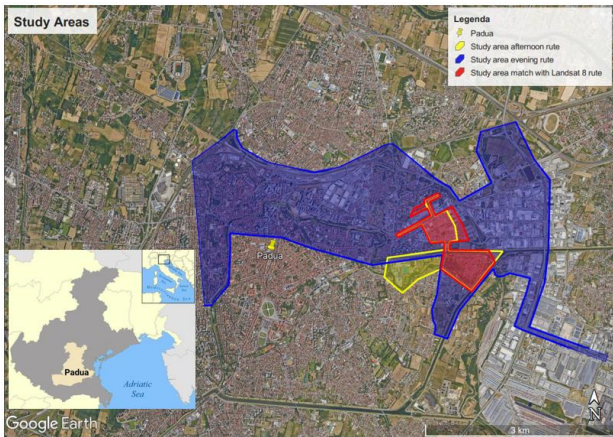 Study Areas
Legenda
Padua
Study area afternoon rute
Study area evening rute
Study area match with Landsat 8 rute
Padua
Padua
Adriatic
Sea
Google Earth
N
3 km